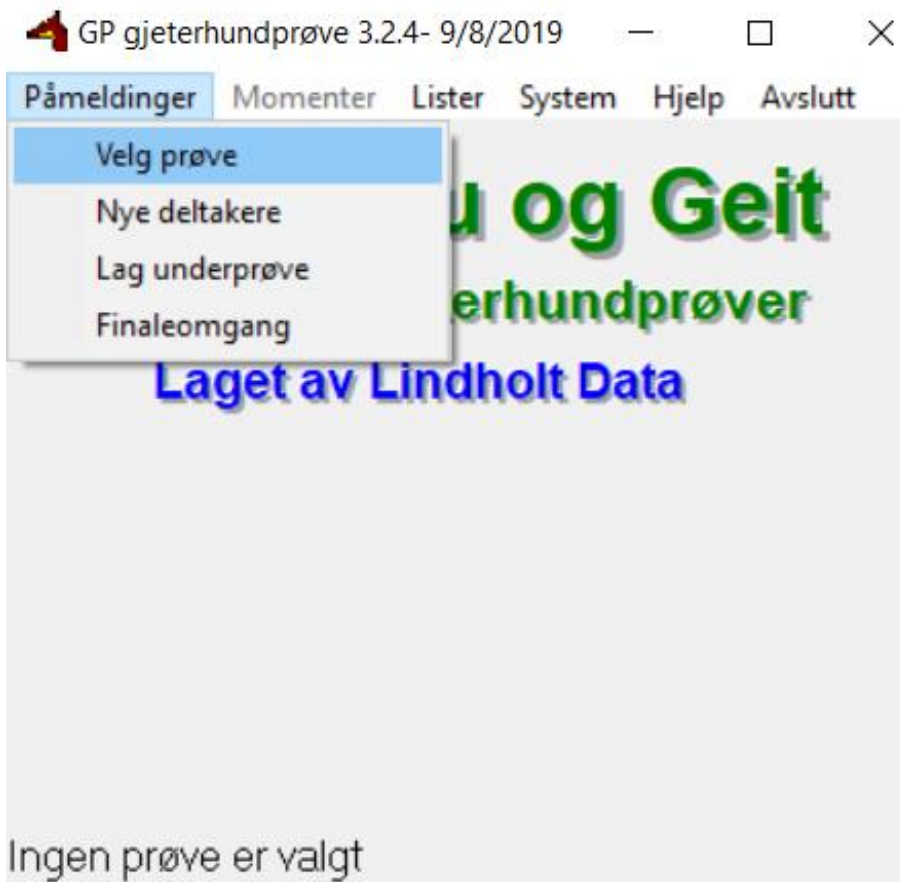 GP gjeterhundprøve 3.2.4- 9/8/2019
Påmeldinger Momenter Lister System Hjelp Avslutt
Velg prøve
Nye deltakere
Lag underprøve
Finaleomgang
og Geit
erhundprøver
Laget av Lindholt Data
Ingen prøve er valgt